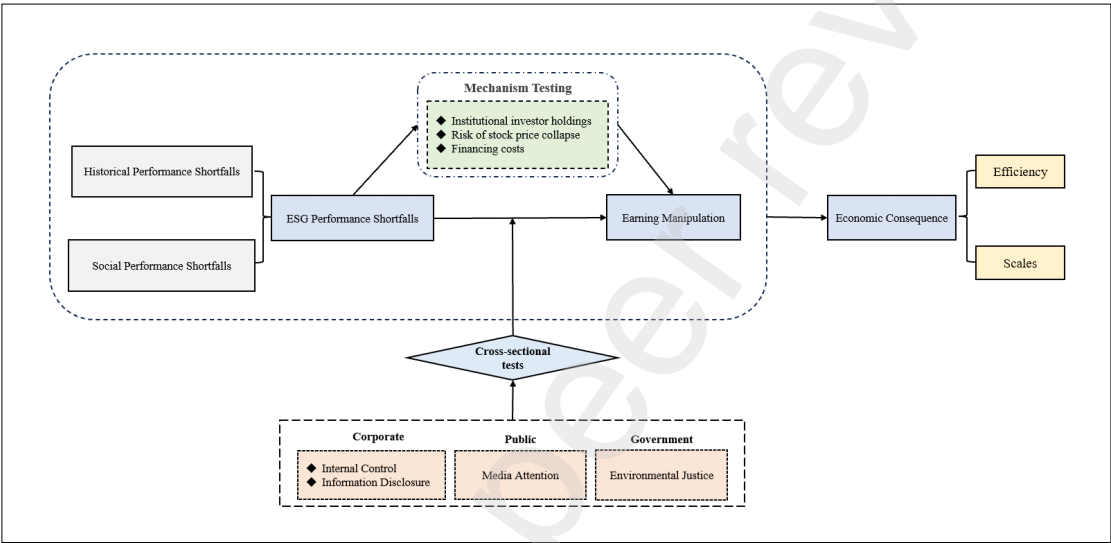 Mechanism Testing
◆ Institutional investor holdings
◆ Risk of stock price collapse
◆ Financing costs
Historical Performance Shortfalls
Social Performance Shortfalls
ESG Performance Shortfalls
Earning Manipulation
Economic Consequence
Efficiency
Scales
Cross-sectional
tests
Corporate
◆ Internal Control
◆ Information Disclosure
Public
Media Attention
Government
Environmental Justice
peer rev